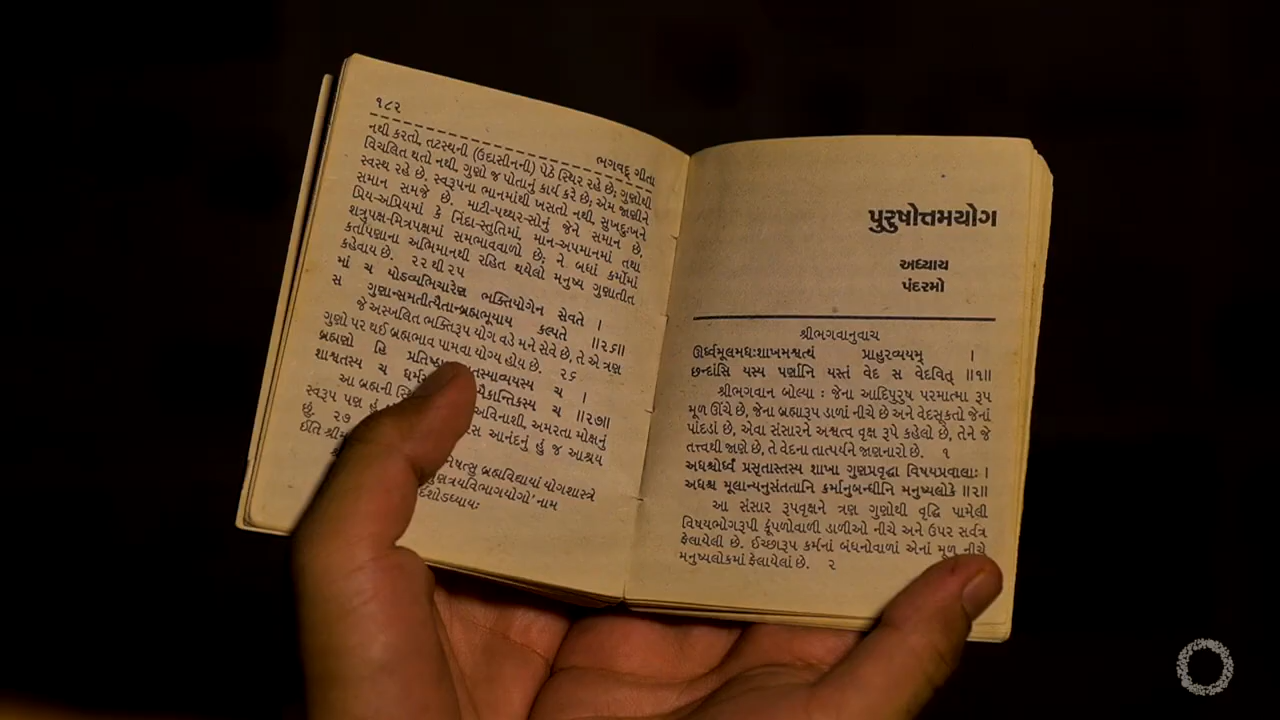 ૧૮૨
ભગવદ્ ગીતા
નથી કરતો, તટસ્થની (ઉદાસીનની) પેઠે સ્થિર રહે છે; ગુણોથી
વિચલિત થતો નથી, ગુણો જ પોતાનું કાર્ય કરે છે; એમ જાણીને
સ્વસ્થ રહે છે. સ્વરૂપના ભાનમાંથી ખસતો નથી, સુખદુઃખને
સમાન સમજે છે. માટી-પથ્થર-સોનું જેને સમાન છે,
પ્રિય-અપ્રિયમાં કે નિંદા-સ્તુતિમાં, માન-અપમાનમાં તથા
શત્રુપક્ષ-મિત્રપક્ષમાં સમભાવવાળો છે; ને બધાં કર્મોમાં
કર્તાપણાના અભિમાનથી રહિત થયેલો મનુષ્ય ગુણાતીત
કહેવાય છે. ૨૨ થી ૨૫
માં ચ યોડવ્યભિચારેણ ભક્તિયોગેન સેવતે ।
સ ગુણાન્સમતીત્યૈતાન્બ્રહ્મભૂયાય કલ્પતે ॥૨૬॥
જે અસ્ખલિત ભક્તિરૂપ યોગ વડે મને સેવે છે, તે એ ત્રણ
ગુણો પર થઈ બ્રહ્મભાવ પામવા યોગ્ય હોય છે. ૨૬
બ્રહ્મણો હિ ચ ।
શાશ્વતસ્ય ચ ચ ॥૨૭॥
આ બ્રહ્મની અવિનાશી, અમરતા મોક્ષનું
સ્વરૂપ પણ હું આનંદનું હું જ આશ્રય
છું. ૨૭
ઈતિ
બ્રહ્મવિદ્યાયાં યોગશાસ્ત્રે
નામ
પુરુષોત્તમયોગ
અધ્યાય
પંદરમો
શ્રીભગવાનુવાચ
ઊર્ધ્વમૂલમધઃશાખમશ્વત્થં પ્રાહુરવ્યયમ્ ।
છન્દાંસિ યસ્ય પર્ણાનિ યસ્તં વેદ સ વેદવિત્ ॥૧॥
શ્રીભગવાન બોલ્યા : જેના આદિપુરુષ પરમાત્મા રૂપ
મૂળ ઊંચે છે, જેના બ્રહ્મારૂપ ડાળાં નીચે છે અને વેદસૂકતો જેનાં
પાંદડાં છે, એવા સંસારને અશ્વત્વ વૃક્ષ રૂપે કહેલો છે, તેને જે
તત્ત્વથી જાણે છે, તે વેદના તાત્પર્યને જાણનારો છે. ૧
અધશ્ચોર્ધ્વં પ્રસૃતાસ્તસ્ય શાખા ગુણપ્રવૃદ્ધા વિષયપ્રવાલાઃ ।
અધશ્ચ મૂલાન્યનુસંતતાનિ કર્માનુબન્ધીનિ મનુષ્યલોકે ॥૨॥
આ સંસાર રૂપવૃક્ષને ત્રણ ગુણોથી વૃદ્ધિ પામેલી
વિષયભોગરૂપી કૂંપળોવાળી ડાળીઓ નીચે અને ઉપર સર્વત્ર
ફેલાયેલી છે. ઈચ્છારૂપ કર્મનાં બંધનોવાળાં એનાં મૂળ નીચે
મનુષ્યલોકમાં ફેલાયેલાં છે. ૨